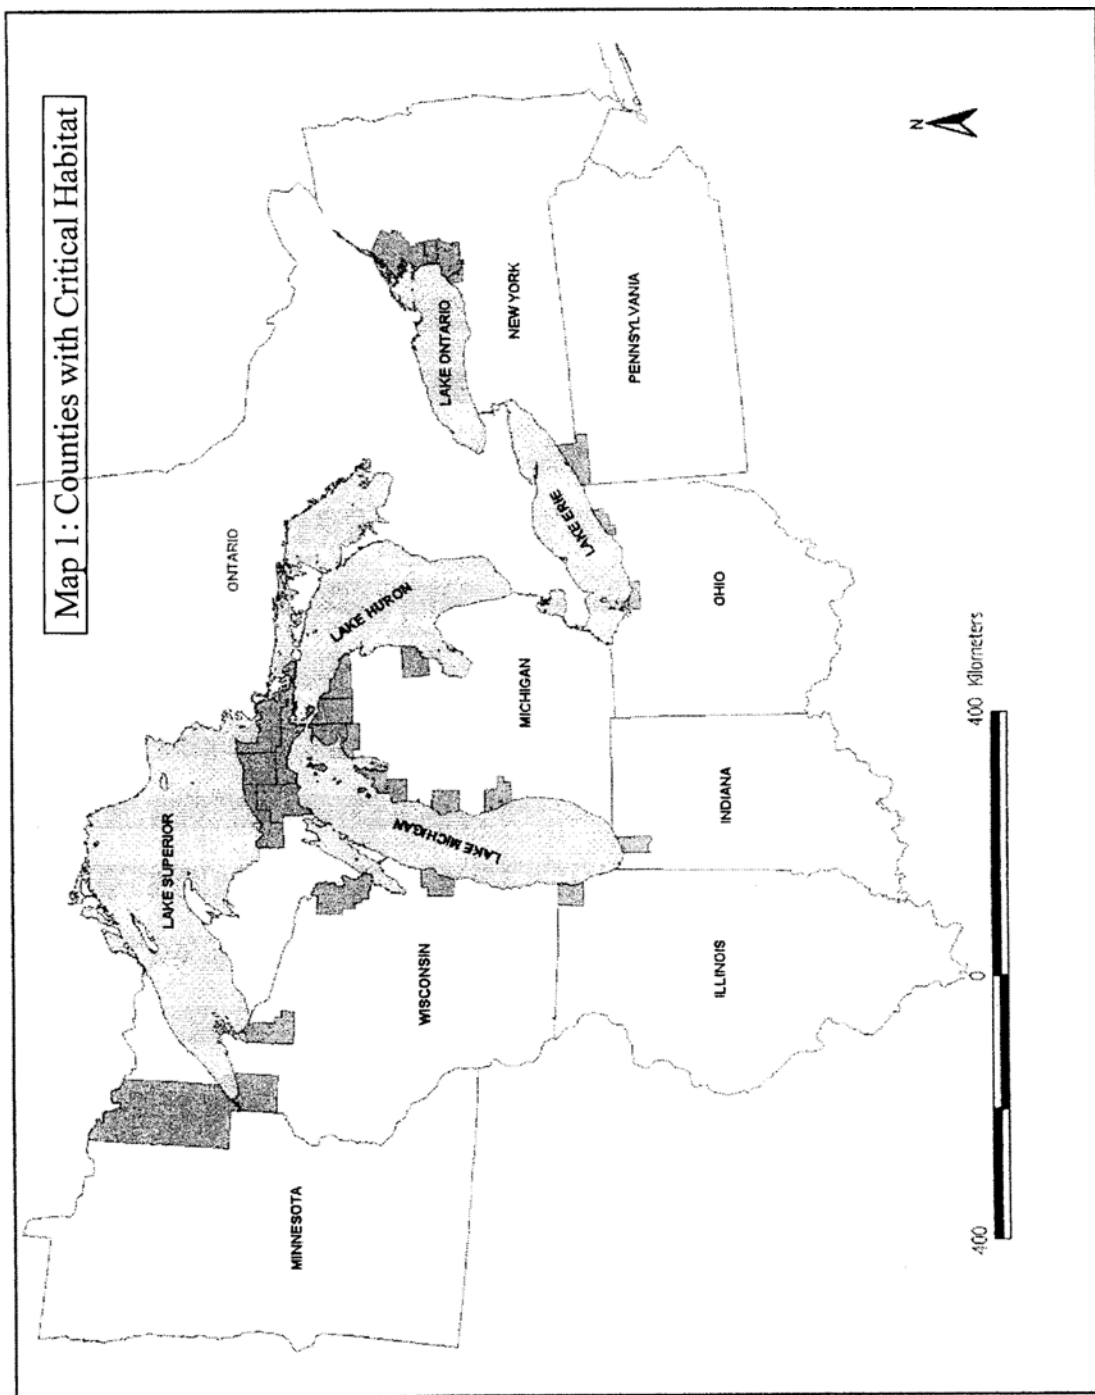 Map 1: Counties with Critical Habitat
N
ONTARIO
LAKE SUPERIOR
LAKE HURON
LAKE ONTARIO
MINNESOTA
LAKE MICHIGAN
NEW YORK
WISCONSIN
MICHIGAN
LAKE ERIE
PENNSYLVANIA
ILLINOIS
INDIANA
OHIO
400 0 400 Kilometers